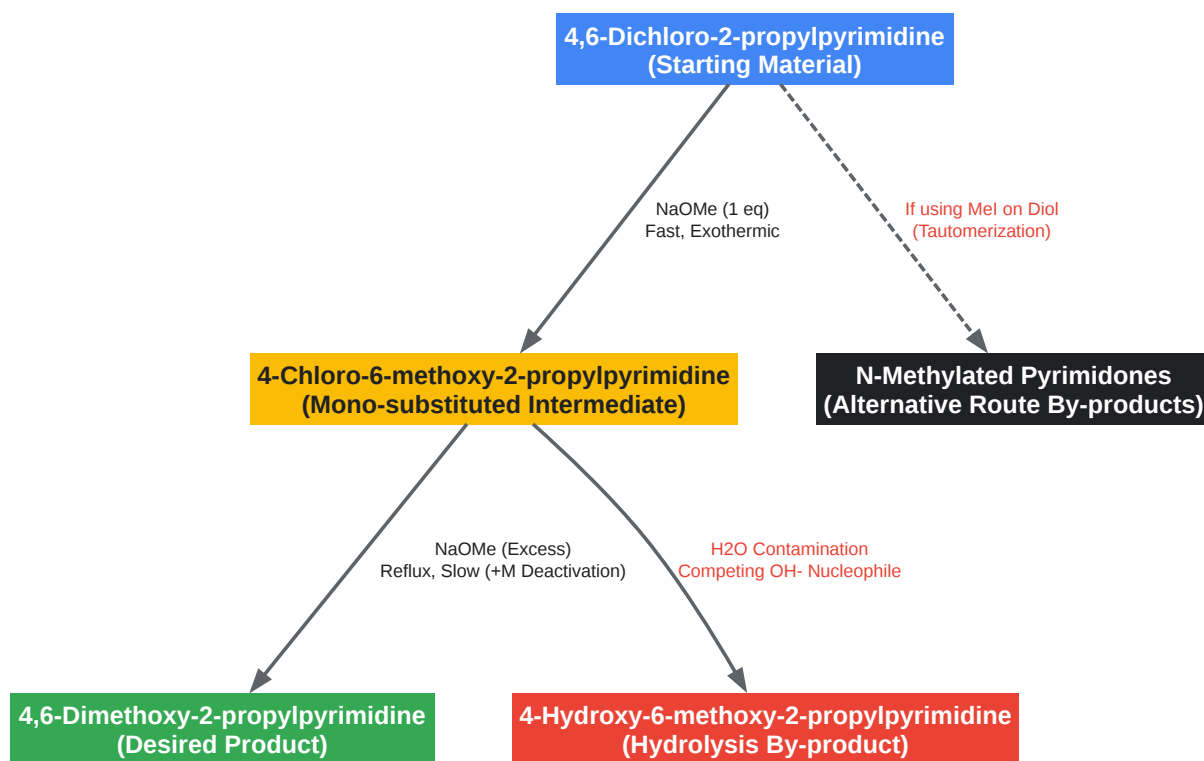 4,6-Dichloro-2-propylpyrimidine
(Starting Material)
NaOMe (1 eq)
Fast, Exothermic
If using MeI on Diol
(Tautomerization)
4-Chloro-6-methoxy-2-propylpyrimidine
(Mono-substituted Intermediate)
N-Methylated Pyrimidones
(Alternative Route By-products)
NaOMe (Excess)
Reflux, Slow (+M Deactivation)
H2O Contamination
Competing OH- Nucleophile
4,6-Dimethoxy-2-propylpyrimidine
(Desired Product)
4-Hydroxy-6-methoxy-2-propylpyrimidine
(Hydrolysis By-product)